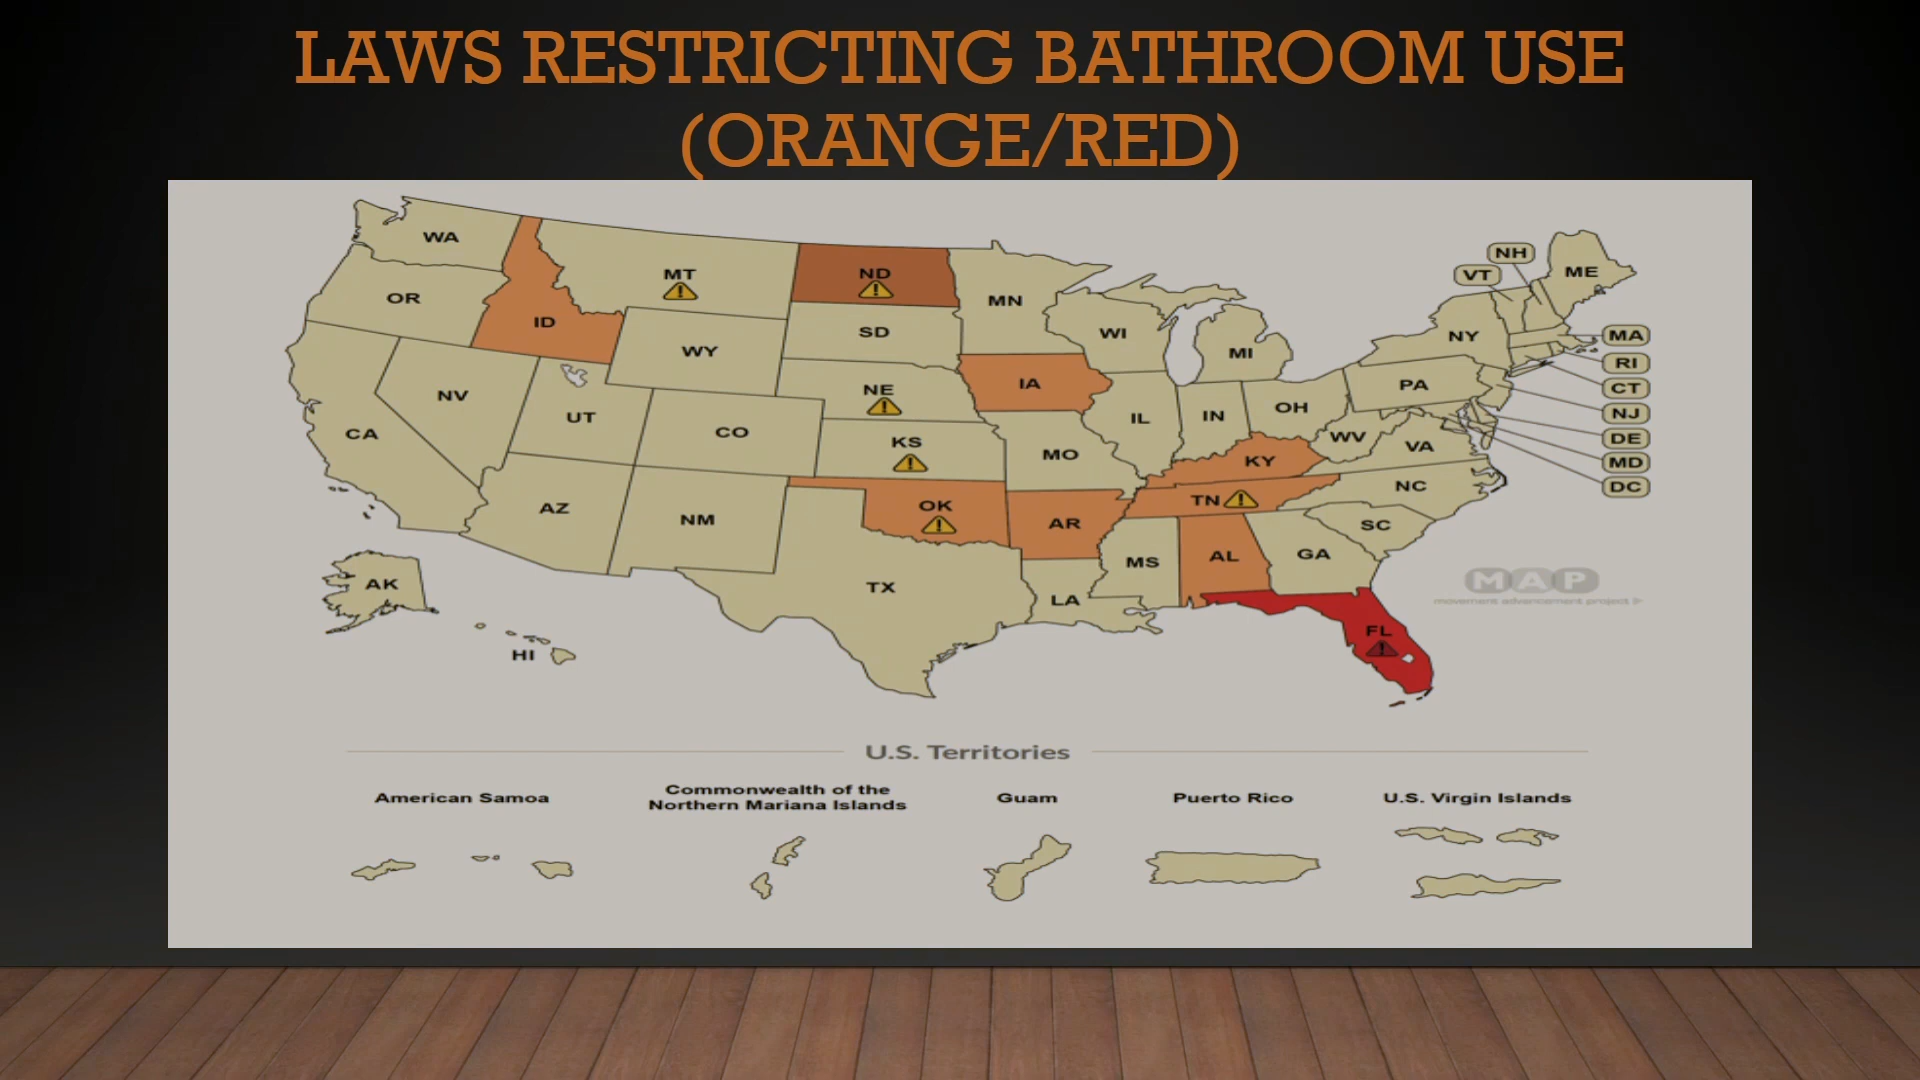 LAWS RESTRICTING BATHROOM USE
(ORANGE/RED)
WA
OR
CA
NV
ID
MT
WY
UT
AZ
CO
NM
ND
SD
NE
KS
OK
TX
MN
IA
MO
AR
LA
WI
IL
MI
IN
OH
KY
TN
MS
AL
GA
FL
SC
NC
VA
WV
PA
NY
VT
NH
ME
MA
RI
CT
NJ
DE
MD
DC
AK
HI
MAP
movement advancement project
U.S. Territories
American Samoa
Commonwealth of the
Northern Mariana Islands
Guam
Puerto Rico
U.S. Virgin Islands